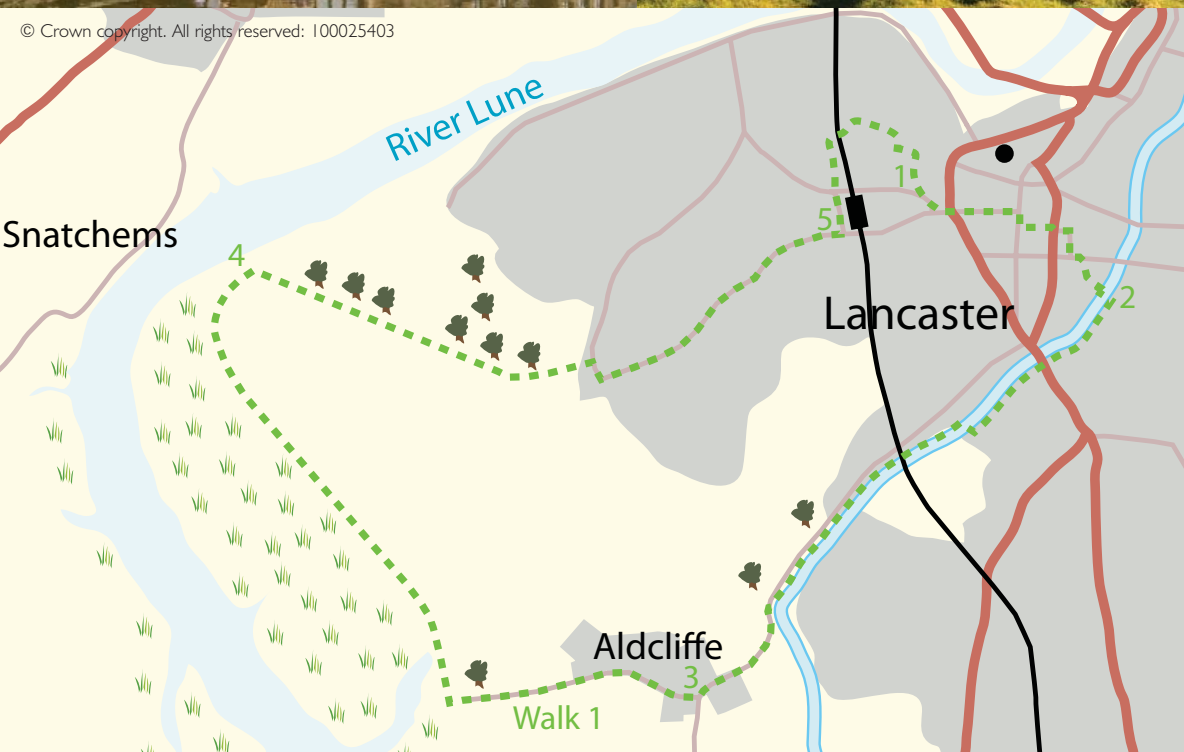 © Crown copyright. All rights reserved: 100025403
River Lune
1
Snatchems
5
4
2
Lancaster
Aldcliffe
3
Walk 1